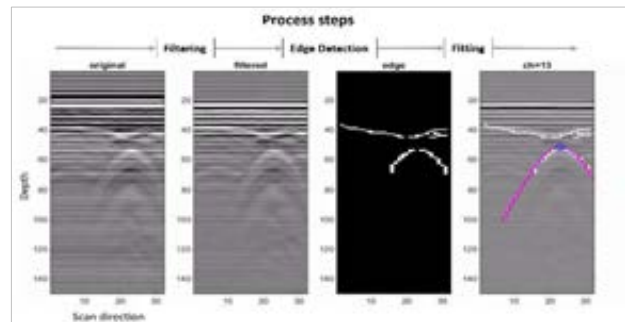 Process steps
Filtering Edge Detection Fitting
original filtered edge ch=13
20 20 20 20
40 40 40 40
60 60 60 60
80 80 80 80
100 100 100 100
120 120 120 120
140 140 140 140
Depth
10 20 30 10 20 30 10 20 30 10 20 30
Scan direction